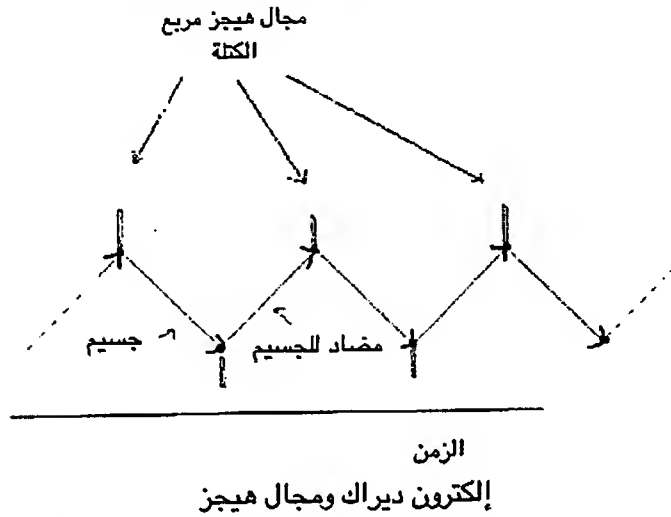 مجال هيجز مربع
الكتلة
جسيم
مضاد للجسيم
الزمن
إلكترون ديراك ومجال هيجز